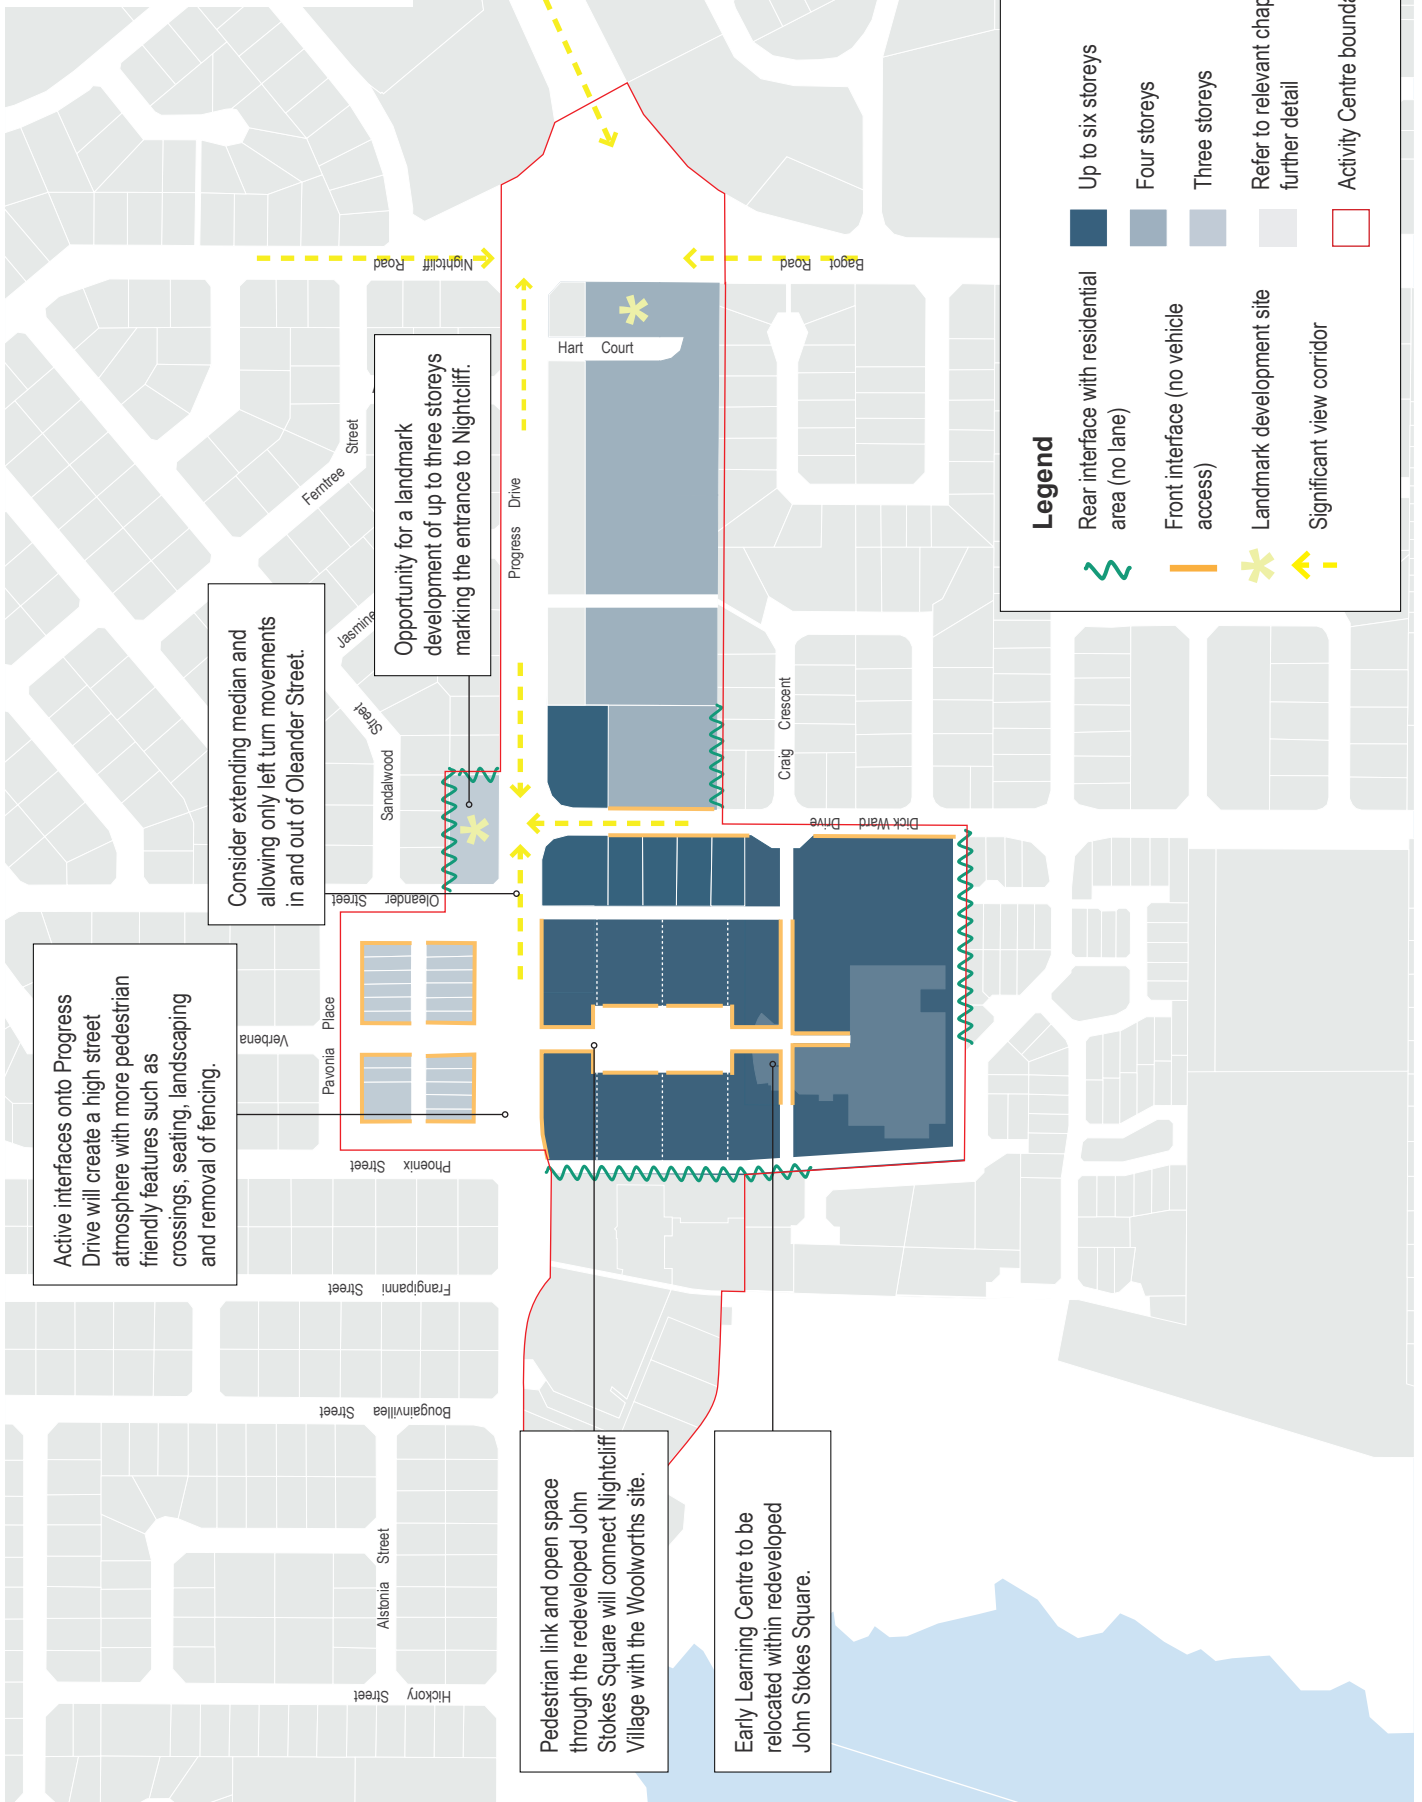 Active interfaces onto Progress
Drive will create a high street
atmosphere with more pedestrian
friendly features such as
crossings, seating, landscaping
and removal of fencing.
Consider extending median and
allowing only left turn movements
in and out of Oleander Street.
Opportunity for a landmark
development of up to three storeys
marking the entrance to Nightcliff.
Pedestrian link and open space
through the redeveloped John
Stokes Square will connect Nightcliff
Village with the Woolworths site.
Early Learning Centre to be
relocated within redeveloped
John Stokes Square.
Hickory Street
Alstonia Street
Bougainvillea Street
Frangipanni Street
Phoenix Street
Pavonia Place
Verbena
Oleander Street
Sandalwood
Street
Jasmine
Ferntree
Street
Nightcliff Road
Progress Drive
Hart Court
Bagot Road
Craig Crescent
Dick Ward Drive
Legend
Rear interface with residential
area (no lane)
Front interface (no vehicle
access)
Landmark development site
Significant view corridor
Up to six storeys
Four storeys
Three storeys
Refer to relevant chap
further detail
Activity Centre bounda